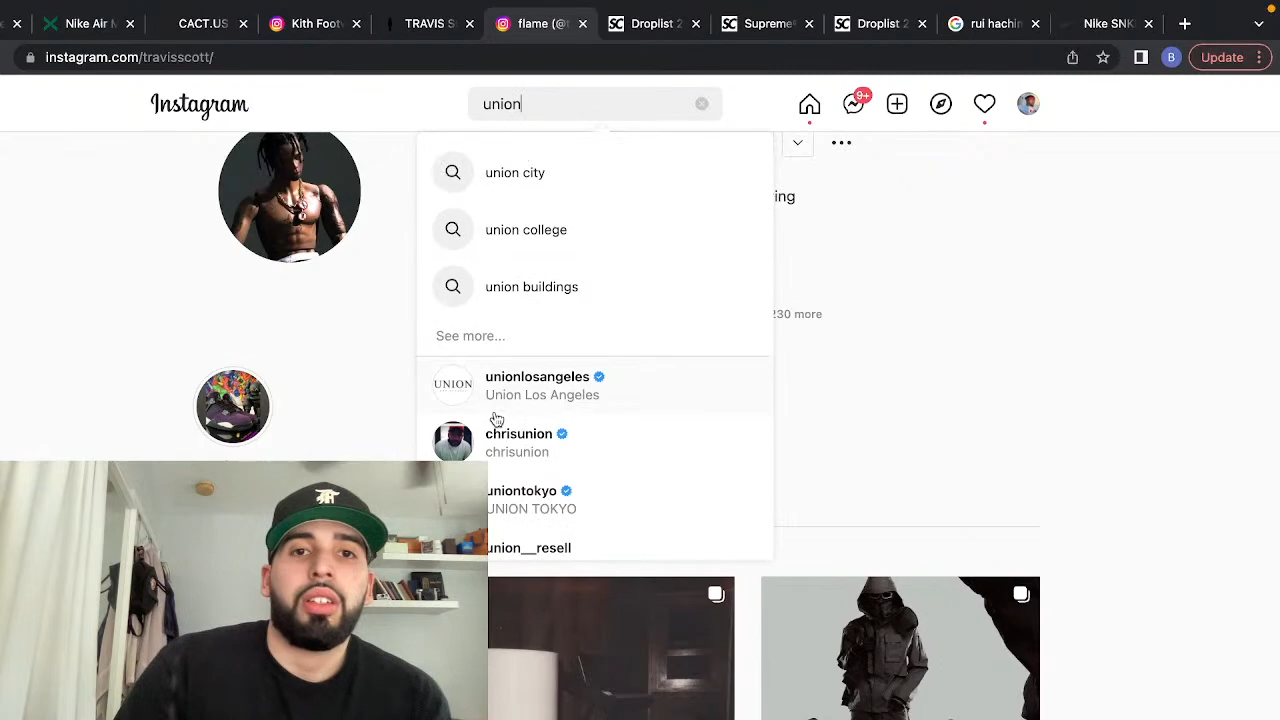 Nike Air M
CACT.US
Kith Footw
TRAVIS S
flame (@t
Droplist 2
Supreme
Droplist 2
rui hachin
Nike SNK
instagram.com/travisscott/
B
Update
Instagram
union
9+
union city
union college
union buildings
See more...
UNION
unionlosangeles
Union Los Angeles
chrisunion
chrisunion
uniontokyo
UNION TOKYO
union__resell
ing
230 more